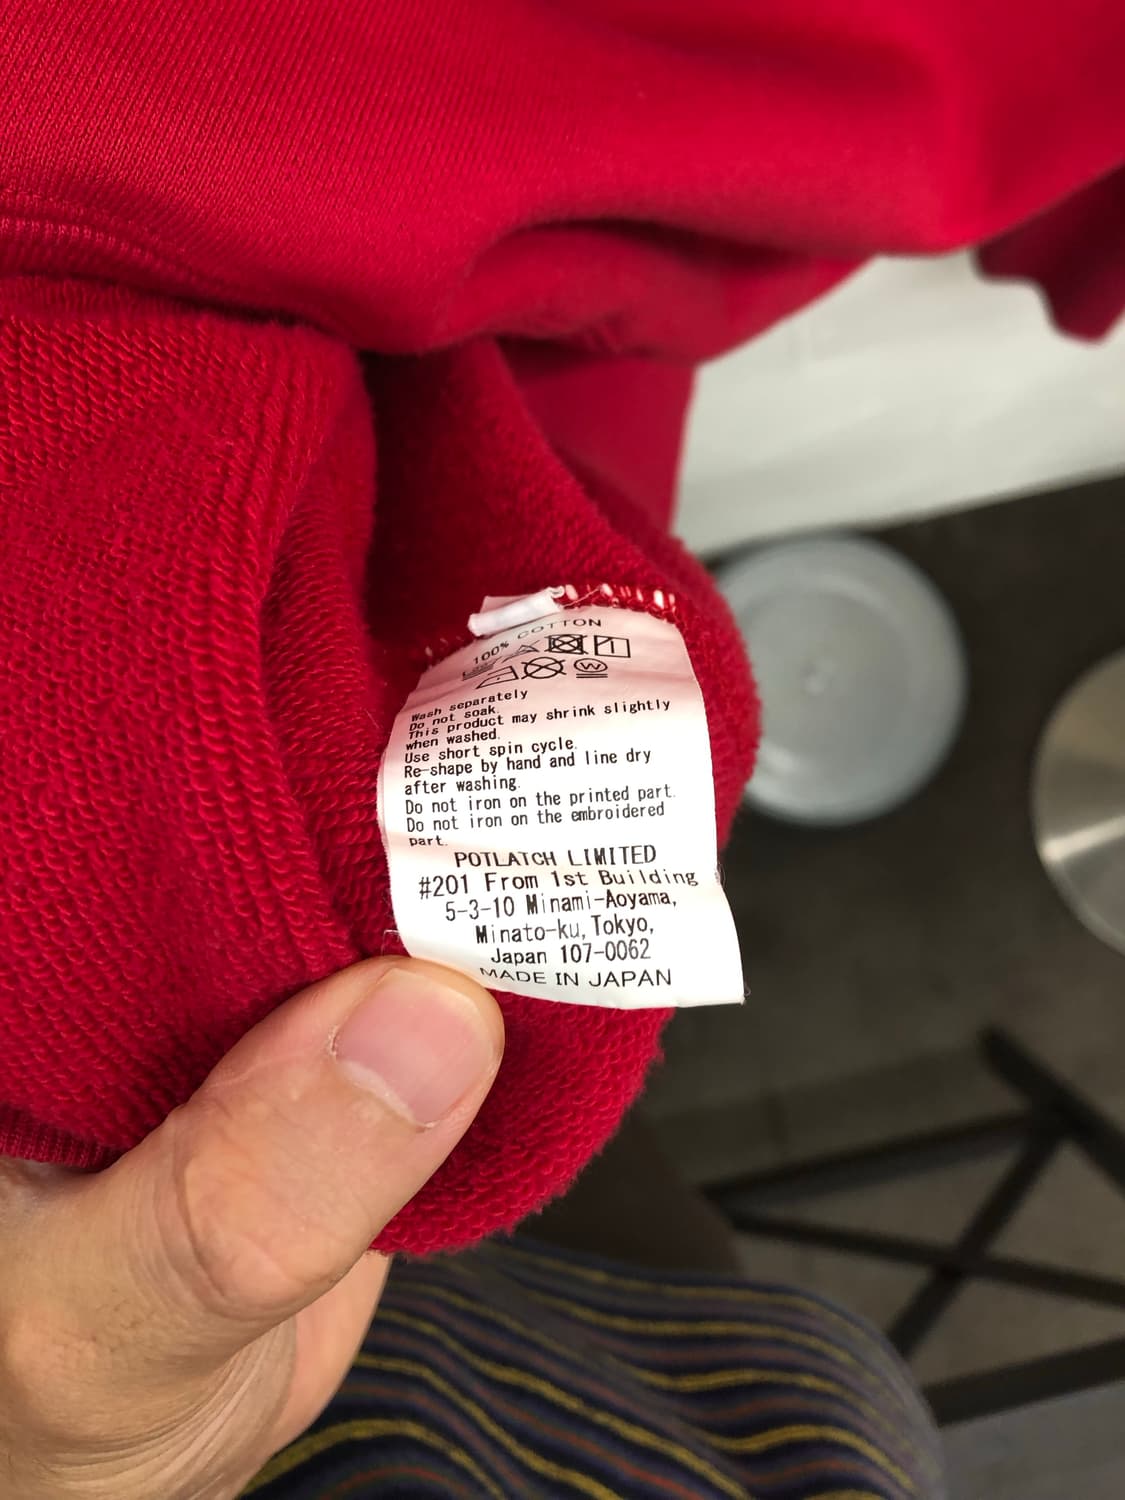 100% COTTON
W
Wash separately
Do not soak.
This product may shrink slightly
when washed.
Use short spin cycle.
Re-shape by hand and line dry
after washing.
Do not iron on the printed part.
Do not iron on the embroidered
part.
POTLATCH LIMITED
#201 From 1st Building
5-3-10 Minami-Aoyama,
Minato-ku, Tokyo,
Japan 107-0062
MADE IN JAPAN